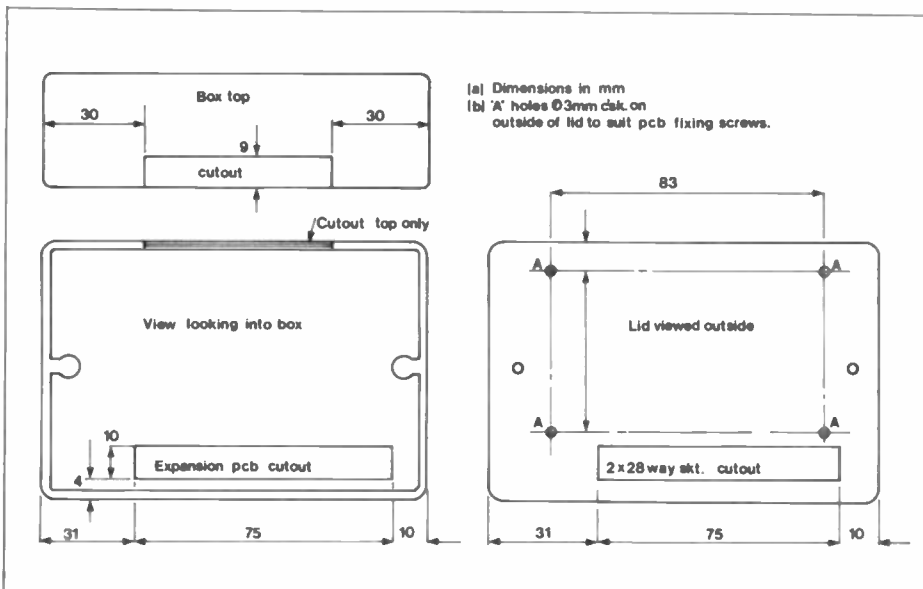 Box top
30
30
9
cutout
(a) Dimensions in mm
(b) 'A' holes Ø3mm c'sk. on
outside of lid to suit pcb fixing screws.
Cutout top only
View looking into box
10
Expansion pcb cutout
4
31
75
10
83
A
A
Lid viewed outside
A
A
2x28 way skt. cutout
31
75
10